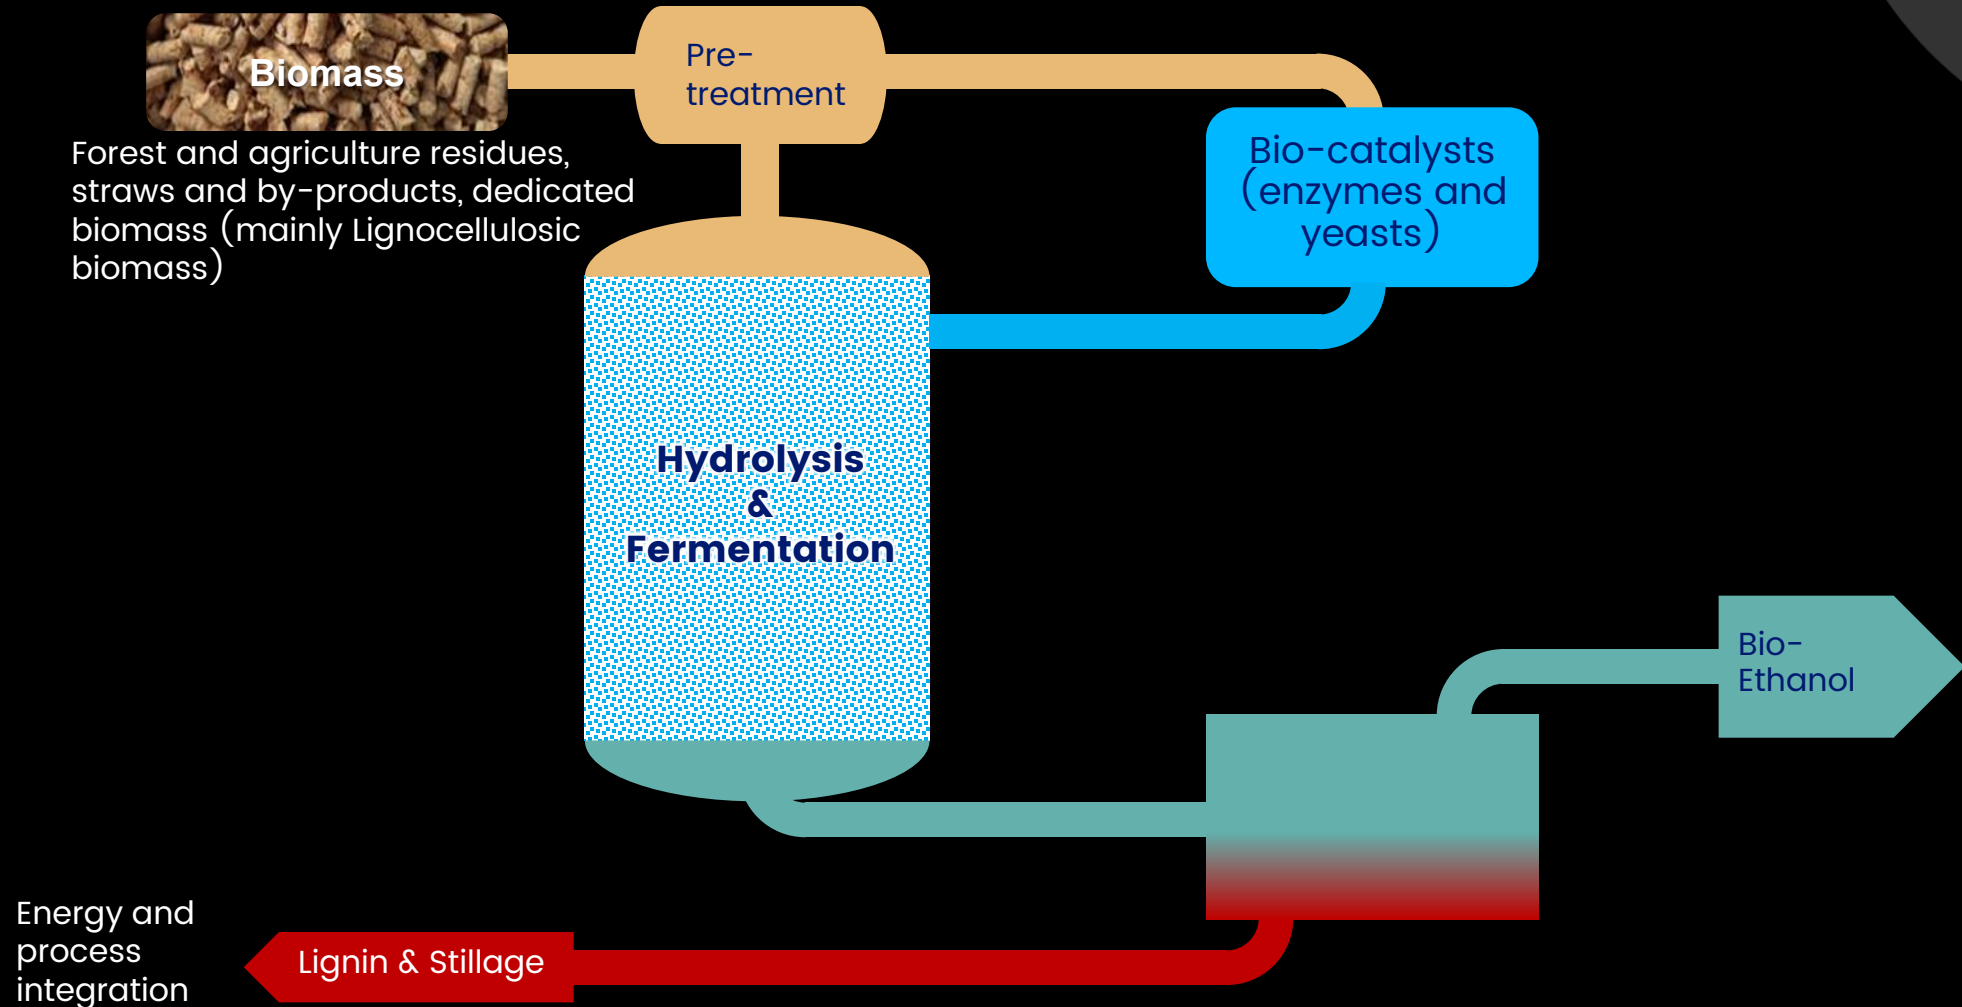 Biomass
Pre-
treatment
Forest and agriculture residues,
straws and by-products, dedicated
biomass (mainly Lignocellulosic
biomass)
Bio-catalysts
(enzymes and
yeasts)
Hydrolysis
&
Fermentation
Bio-
Ethanol
Energy and
process
integration
Lignin & Stillage